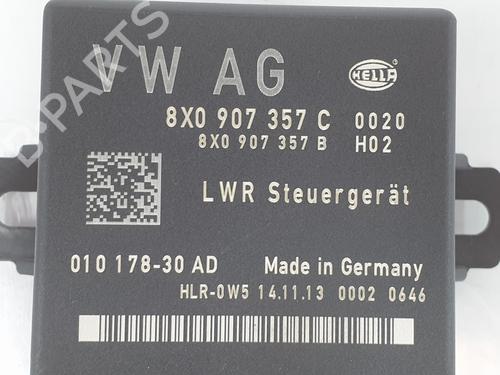 VW AG HELLA
8X0 907 357 C 0020
8X0 907 357 B H02
LWR Steuergerät
010 178-30 AD Made in Germany
HLR-0W5 14.11.13 0002 0646
B-PARTS